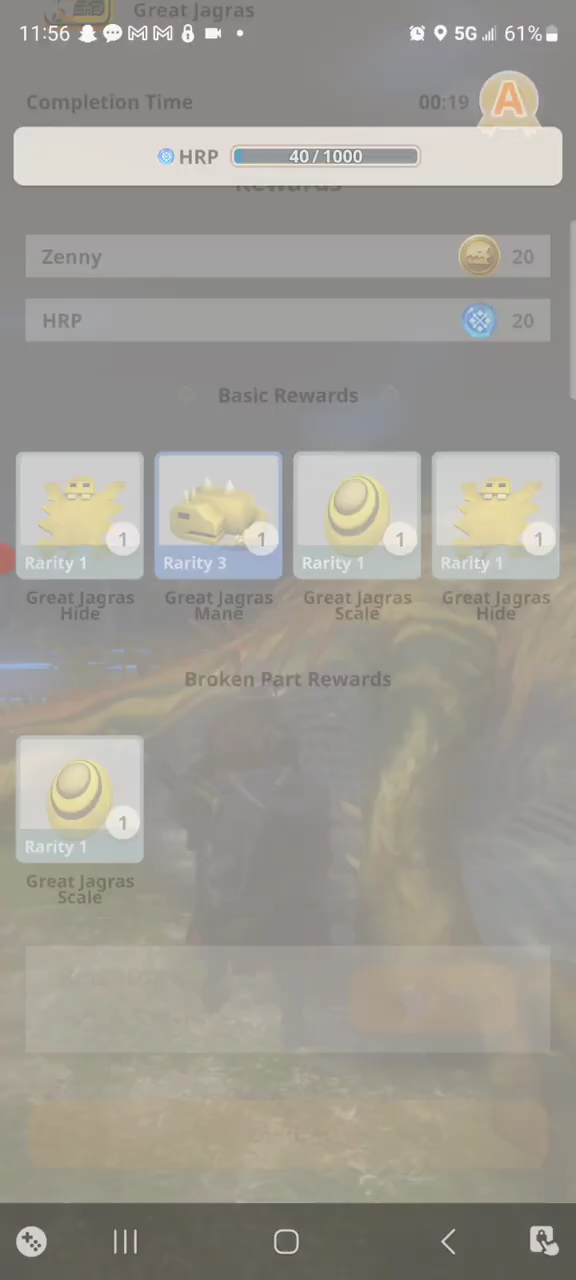 Great Jagras
11:56 5G 61%
Completion Time 00:19 A
HRP 40 / 1000
Rewards
Zenny 20
HRP 20
Basic Rewards
1 1 1 1
Rarity 1 Rarity 3 Rarity 1 Rarity 1
Great Jagras Great Jagras Great Jagras Great Jagras
Hide Mane Scale Hide
Broken Part Rewards
1
Rarity 1
Great Jagras
Scale